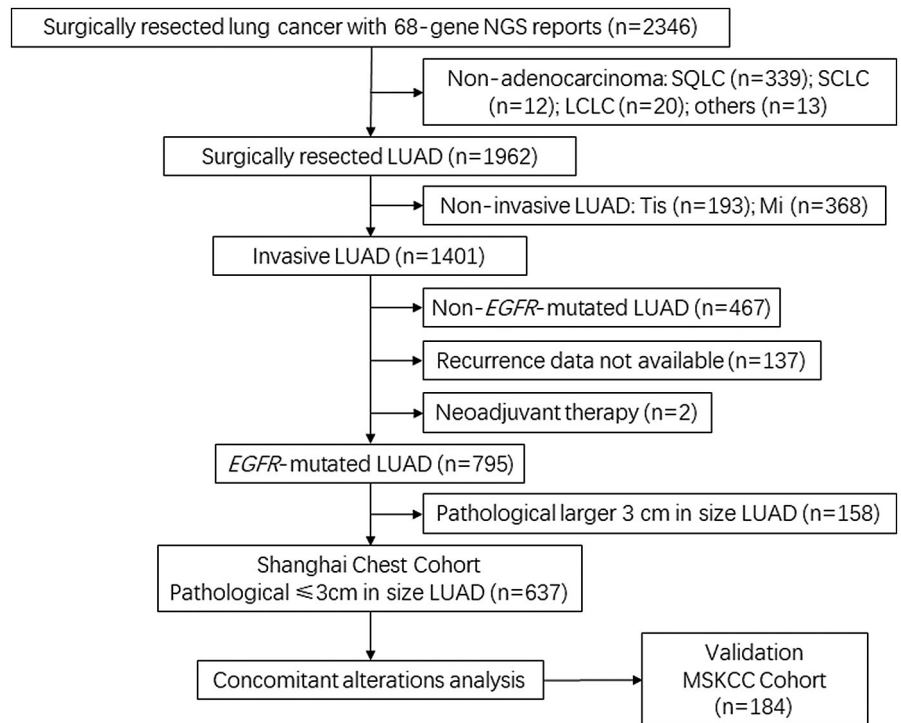 Surgically resected lung cancer with 68-gene NGS reports (n=2346)
Non-adenocarcinoma: SQLC (n=339); SCLC
(n=12); LCLC (n=20); others (n=13)
Surgically resected LUAD (n=1962)
Non-invasive LUAD: Tis (n=193); Mi (n=368)
Invasive LUAD (n=1401)
Non-EGFR-mutated LUAD (n=467)
Recurrence data not available (n=137)
Neoadjuvant therapy (n=2)
EGFR-mutated LUAD (n=795)
Pathological larger 3 cm in size LUAD (n=158)
Shanghai Chest Cohort
Pathological ≤3cm in size LUAD (n=637)
Concomitant alterations analysis
Validation
MSKCC Cohort
(n=184)